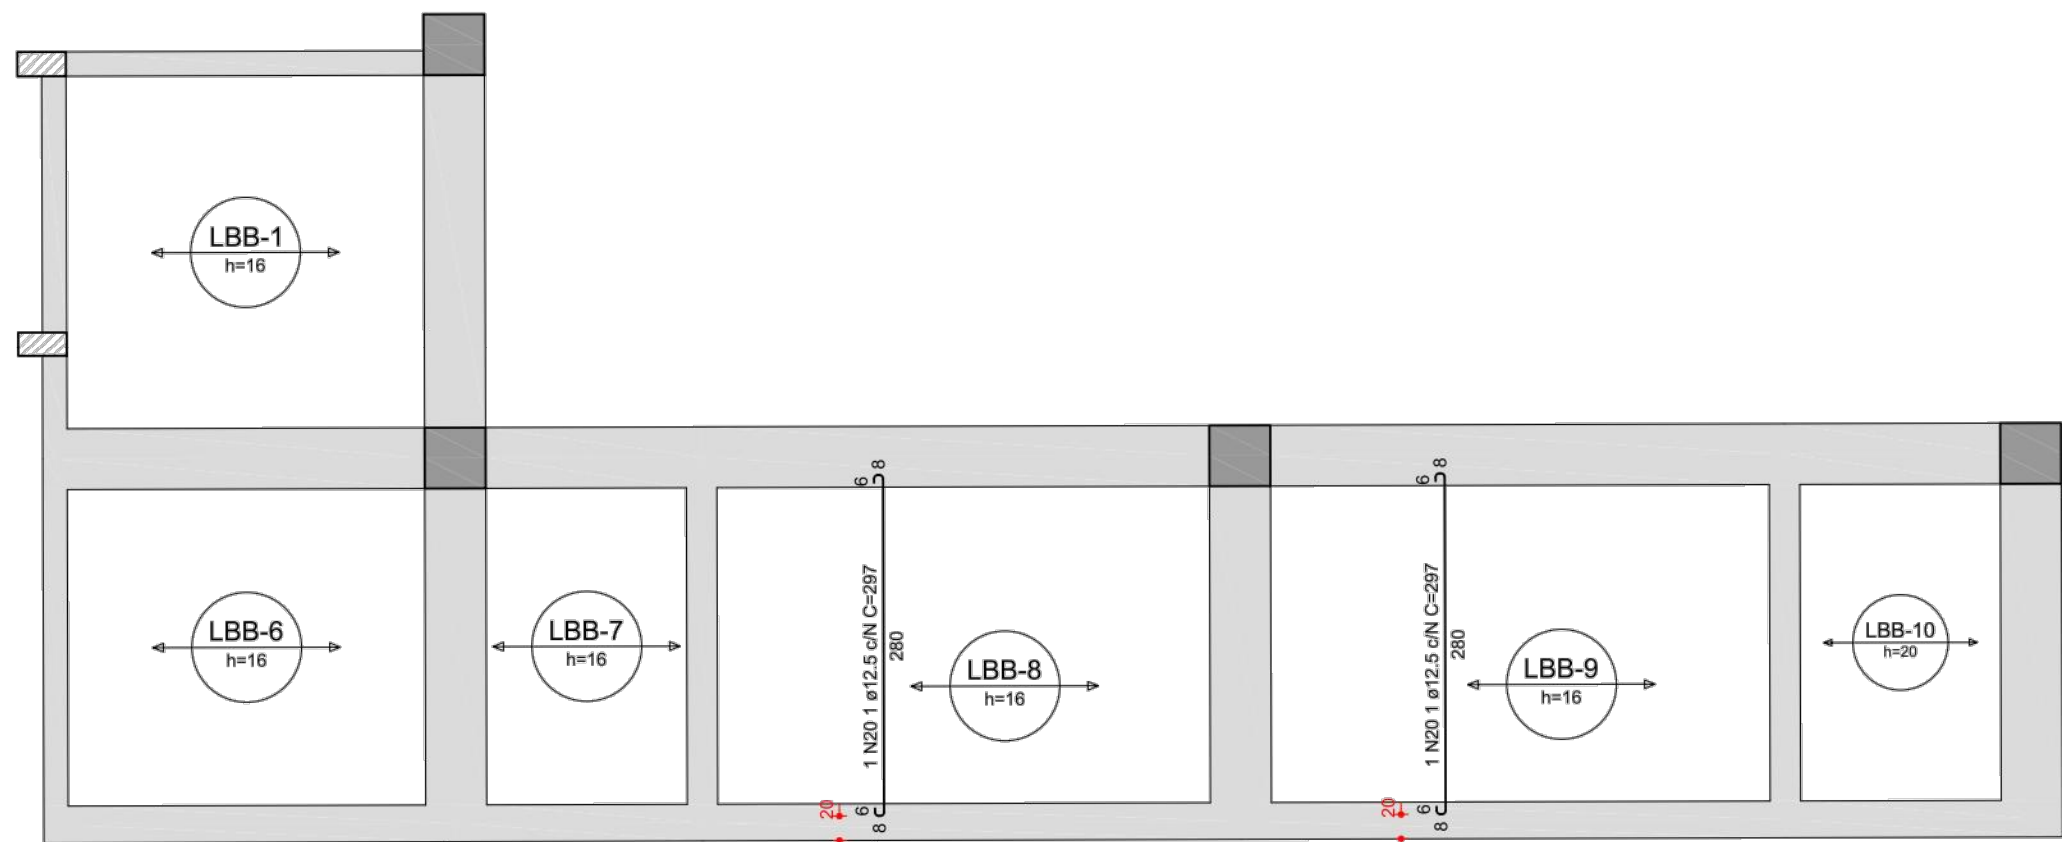 LBB-1
h=16
8
6
8
6
1 N20 1 ø12.5 c/N C=297
280
1 N20 1 ø12.5 c/N C=297
280
LBB-6
h=16
LBB-7
h=16
LBB-8
h=16
LBB-9
h=16
LBB-10
h=20
20
6
8
20
6
8